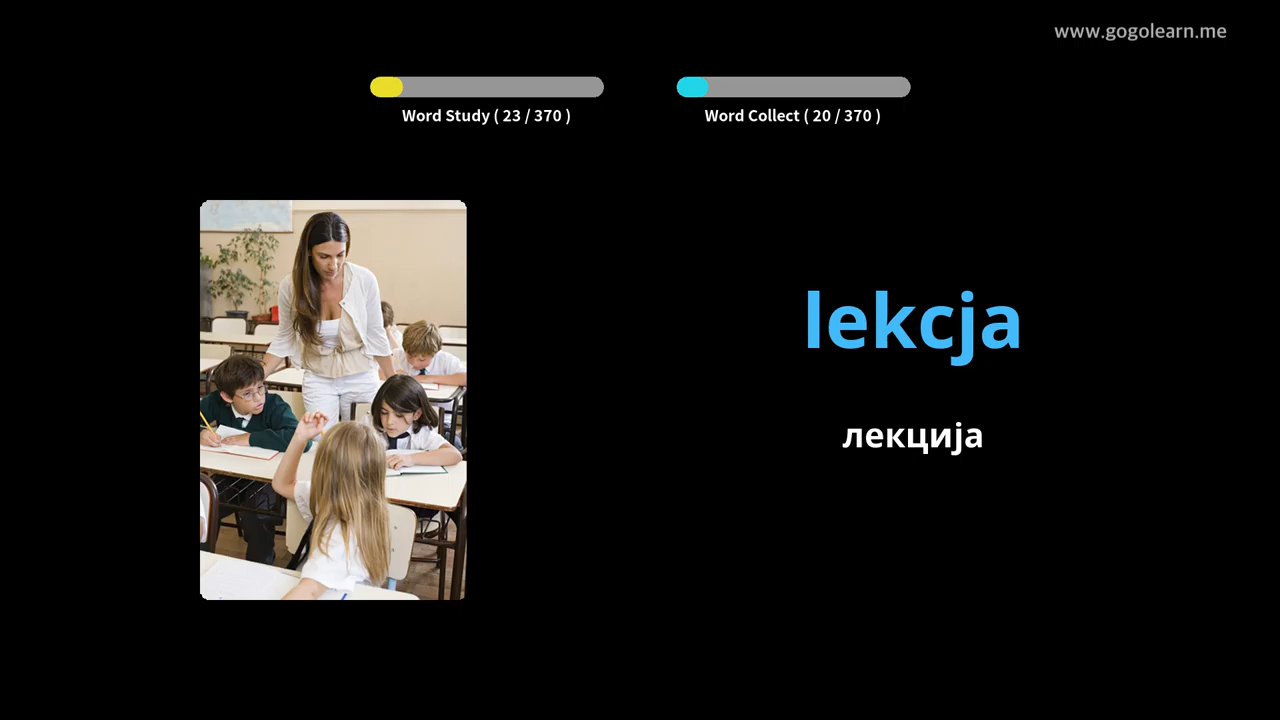 www.gogolearn.me
Word Study ( 23 / 370 )
Word Collect ( 20 / 370 )
lekcja
лекција